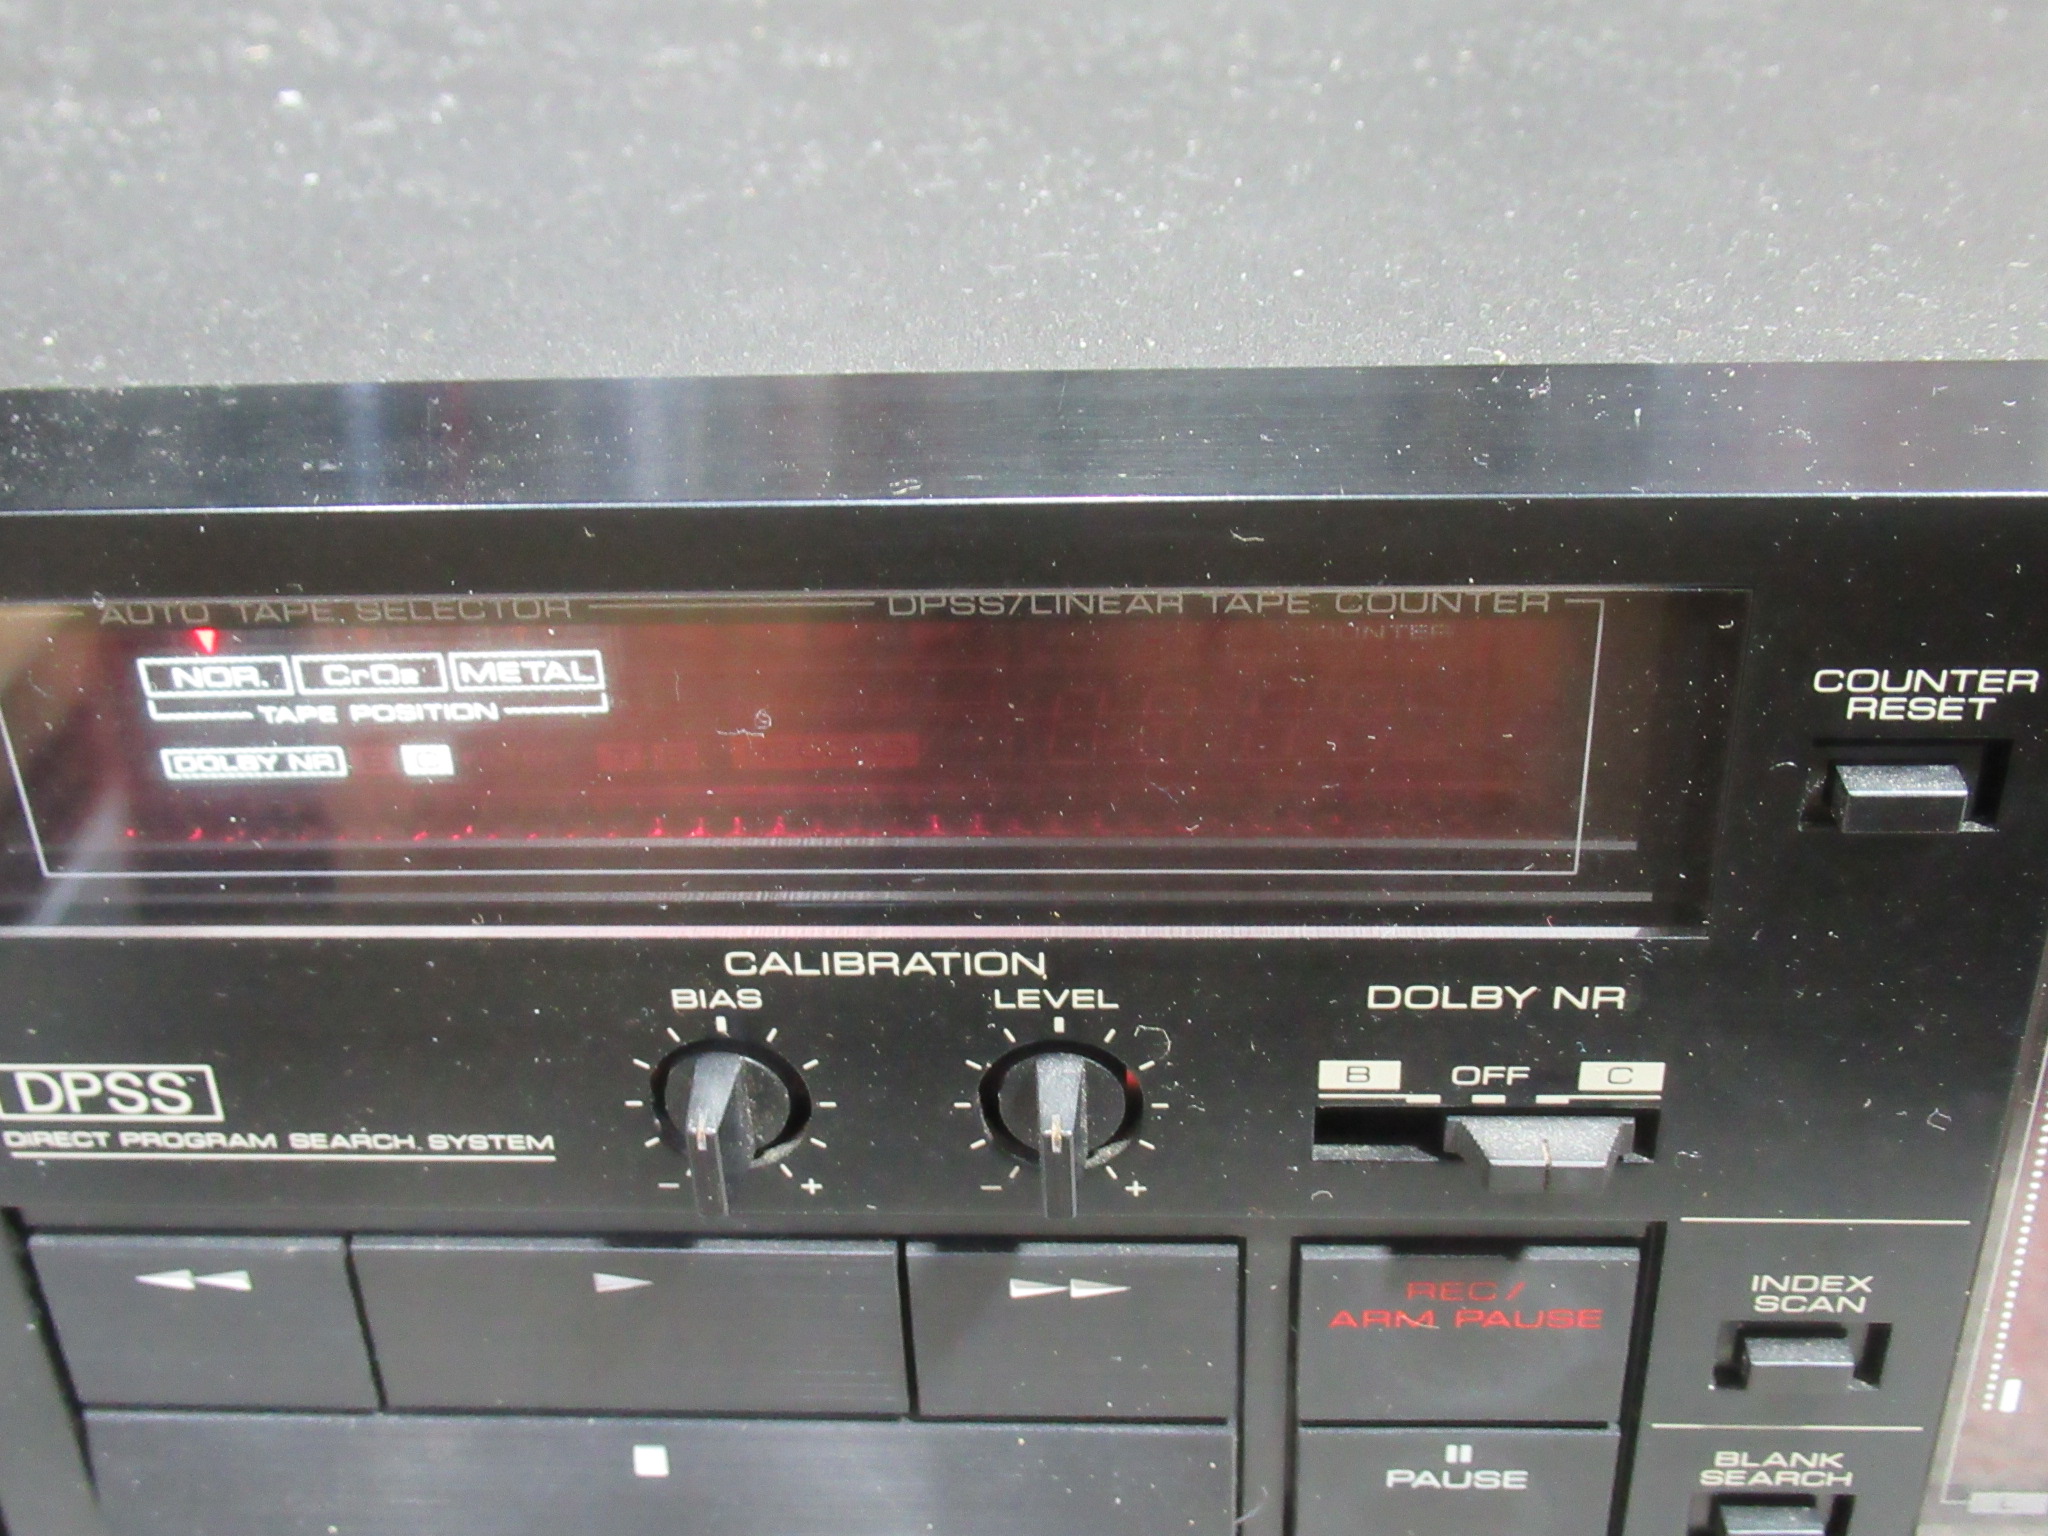 AUTO TAPE SELECTOR
DPSS/LINEAR TAPE COUNTER
COUNTER
NOR. CrO₂ METAL
TAPE POSITION
DOLBY NR C
COUNTER
RESET
CALIBRATION
BIAS LEVEL
- +
- +
DOLBY NR
B OFF C
DPSS
DIRECT PROGRAM SEARCH SYSTEM
REC/
ARM PAUSE
PAUSE
INDEX
SCAN
BLANK
SEARCH